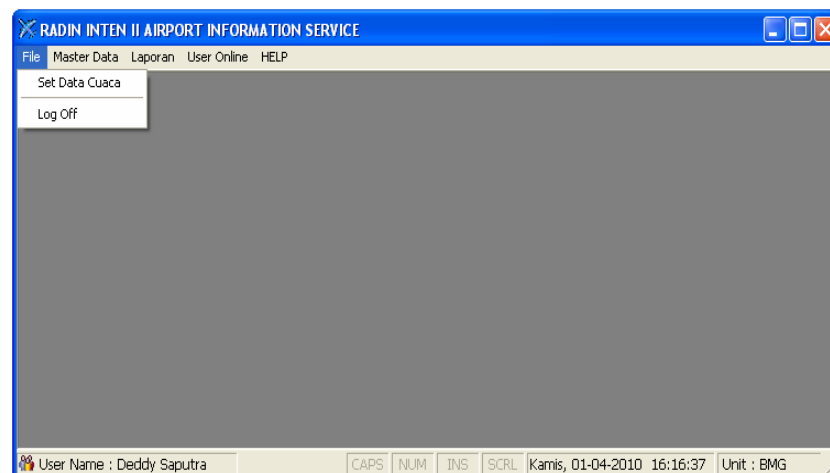 RADIN INTEN II AIRPORT INFORMATION SERVICE
File Master Data Laporan User Online HELP
Set Data Cuaca
Log Off
User Name : Deddy Saputra CAPS NUM INS SCRL Kamis, 01-04-2010 16:16:37 Unit : BMG